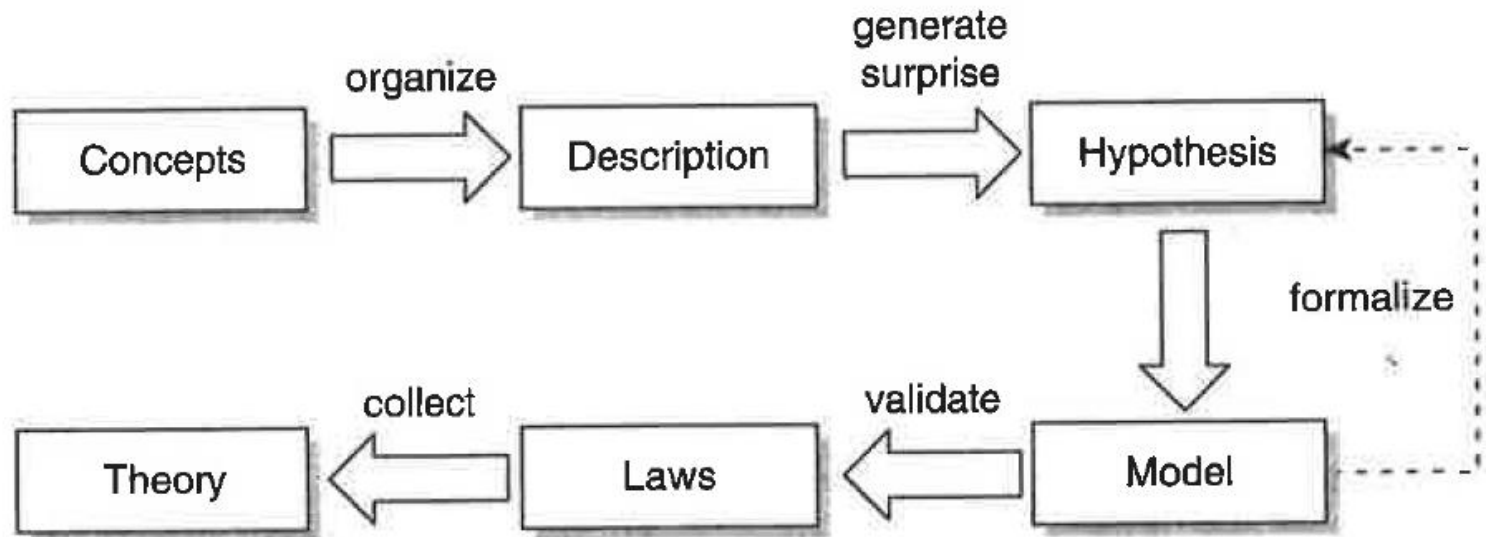 generate
surprise
organize
Concepts
Description
Hypothesis
formalize
collect
validate
Theory
Laws
Model